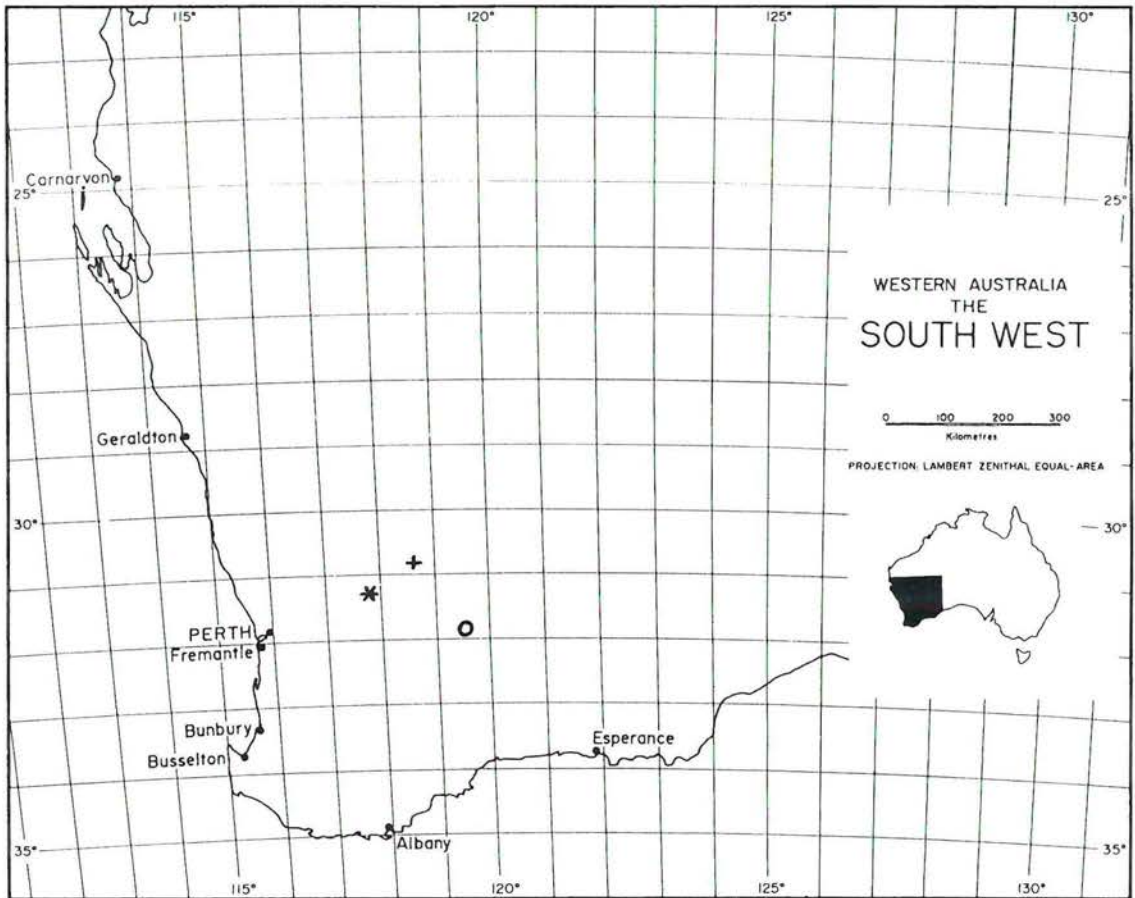 115° 120° 125° 130°
Carnarvon
25° 25°
WESTERN AUSTRALIA
THE
SOUTH WEST
0 100 200 300
Kilometres
Geraldton
PROJECTION: LAMBERT ZENITHAL EQUAL-AREA
30° 30°
PERTH
Fremantle
Bunbury
Esperance
Busselton
Albany
35° 35°
115° 120° 125° 130°